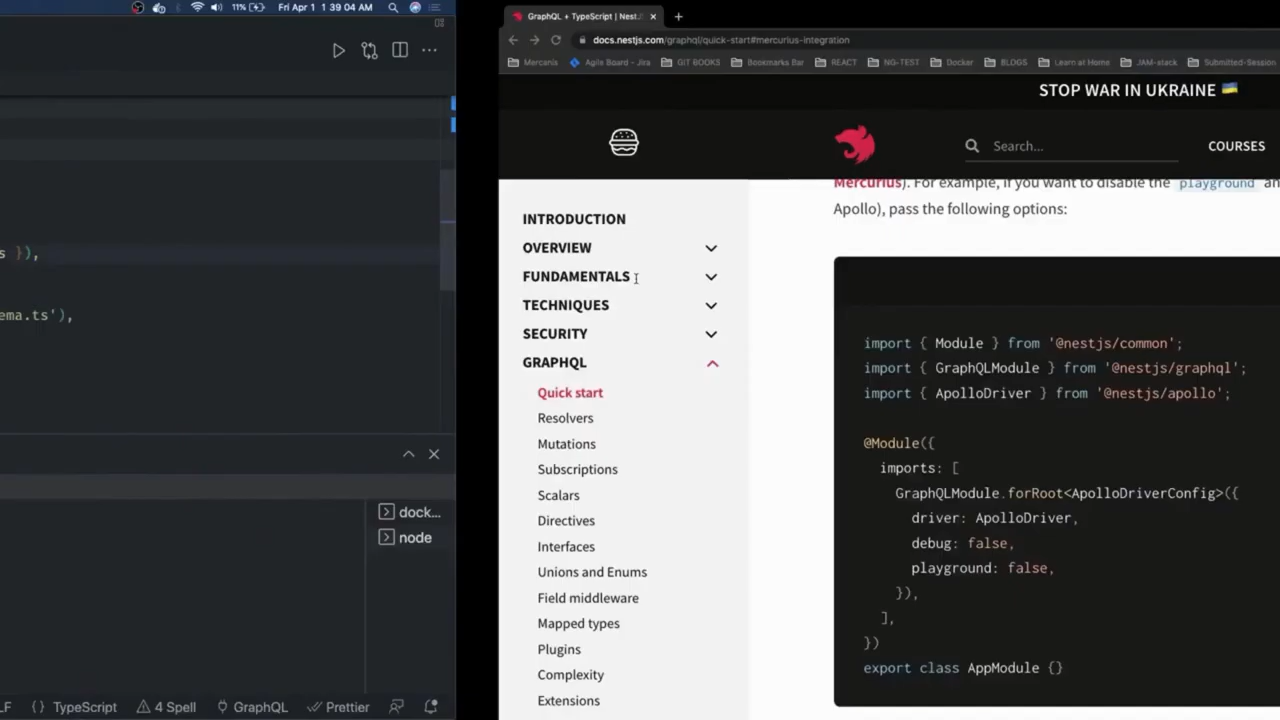 11%
Fri Apr 1 1 39 04 AM
s }),
ema.ts'),
dock...
node
LF
{} TypeScript
4 Spell
GraphQL
Prettier
GraphQL + TypeScript | Nest.
docs.nestjs.com/graphql/quick-start#mercurius-integration
Mercanis
Agile Board - Jira
GIT BOOKS
Bookmarks Bar
REACT
NG-TEST
Docker
BLOGS
Learn at Home
JAM-stack
Submitted-Session
STOP WAR IN UKRAINE
Search...
COURSES
INTRODUCTION
OVERVIEW
FUNDAMENTALS
TECHNIQUES
SECURITY
GRAPHQL
Quick start
Resolvers
Mutations
Subscriptions
Scalars
Directives
Interfaces
Unions and Enums
Field middleware
Mapped types
Plugins
Complexity
Extensions
Mercurius). For example, if you want to disable the playground an
Apollo), pass the following options:
import { Module } from '@nestjs/common';
import { GraphQLModule } from '@nestjs/graphql';
import { ApolloDriver } from '@nestjs/apollo';
@Module({
imports: [
GraphQLModule.forRoot<ApolloDriverConfig>({
driver: ApolloDriver,
debug: false,
playground: false,
}),
],
})
export class AppModule {}